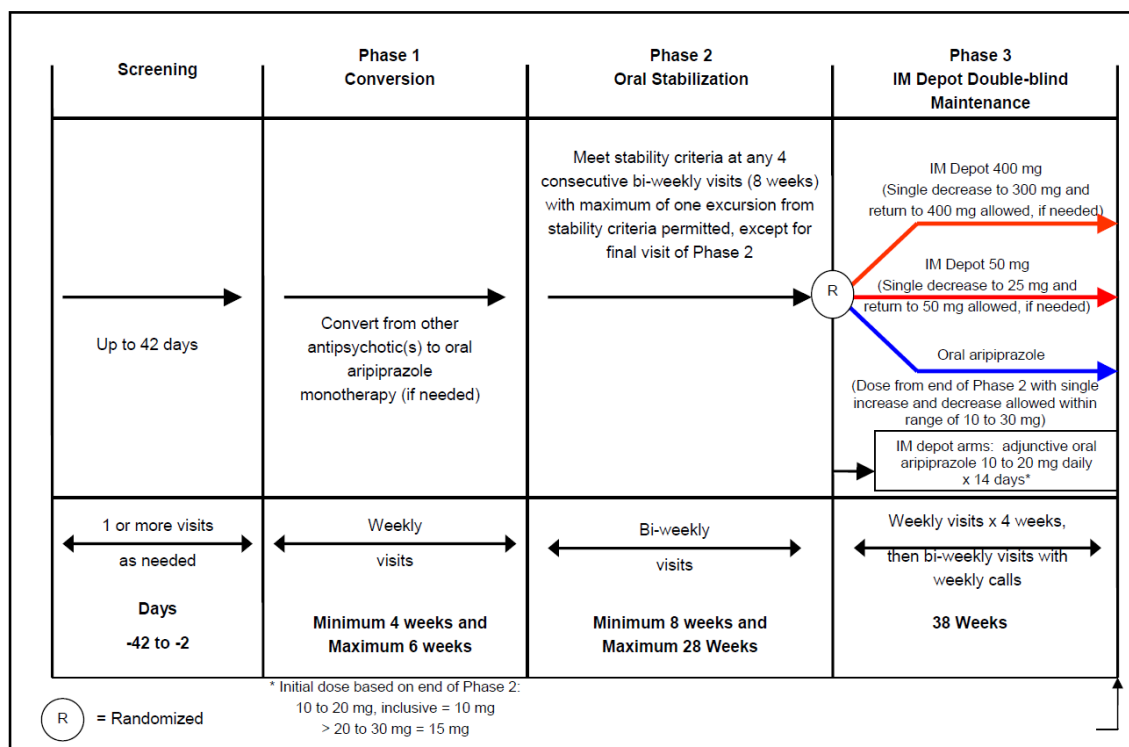 Screening
Phase 1
Conversion
Phase 2
Oral Stabilization
Phase 3
IM Depot Double-blind
Maintenance
Up to 42 days
Convert from other
antipsychotic(s) to oral
aripiprazole
monotherapy (if needed)
Meet stability criteria at any 4
consecutive bi-weekly visits (8 weeks)
with maximum of one excursion from
stability criteria permitted, except for
final visit of Phase 2
R
IM Depot 400 mg
(Single decrease to 300 mg and
return to 400 mg allowed, if needed)
IM Depot 50 mg
(Single decrease to 25 mg and
return to 50 mg allowed, if needed)
Oral aripiprazole
(Dose from end of Phase 2 with single
increase and decrease allowed within
range of 10 to 30 mg)
IM depot arms: adjunctive oral
aripiprazole 10 to 20 mg daily
x 14 days*
1 or more visits
as needed
Days
-42 to -2
Weekly
visits
Minimum 4 weeks and
Maximum 6 weeks
Bi-weekly
visits
Minimum 8 weeks and
Maximum 28 Weeks
Weekly visits x 4 weeks,
then bi-weekly visits with
weekly calls
38 Weeks
R = Randomized
* Initial dose based on end of Phase 2:
10 to 20 mg, inclusive = 10 mg
> 20 to 30 mg = 15 mg